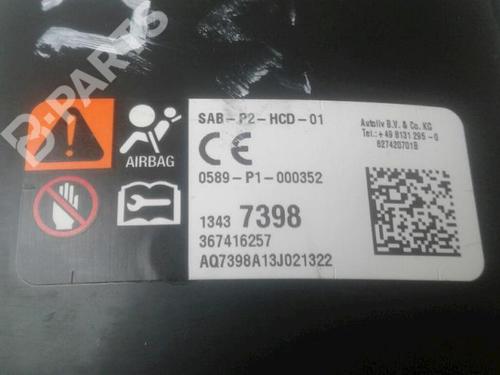 B-PARTS
AIRBAG
SAB-P2-HCD-01
CE
0589-P1-000352
1343 7398
367416257
AQ7398A13J021322
Autoliv B.V. & Co. KG
Tel.: +49 8131 295-0
627420701B